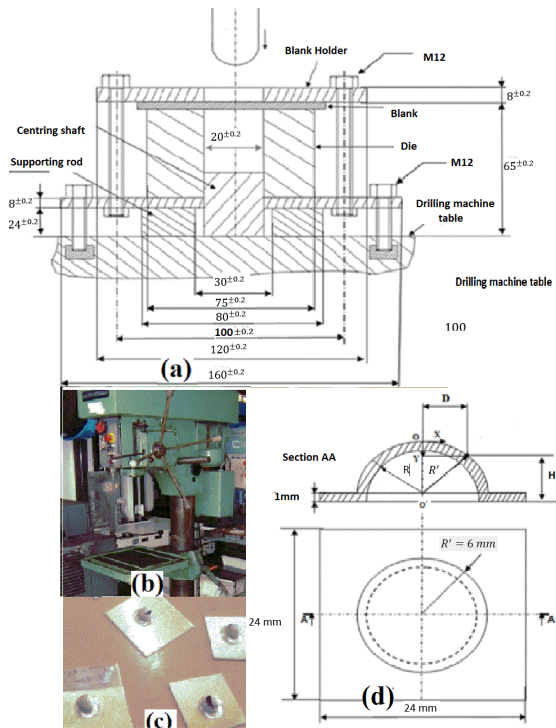 Blank Holder
M12
8±0.2
Blank
Centring shaft
20±0.2
Die
65±0.2
Supporting rod
M12
8±0.2
24±0.2
Drilling machine
table
30±0.2
Drilling machine table
75±0.2
80±0.2
100±0.2
100
120±0.2
(a)
160±0.2
D
Section AA
O
X
Y
R
R'
H
1mm
O'
(b)
R' = 6 mm
24 mm
A
A
(c)
(d)
24 mm